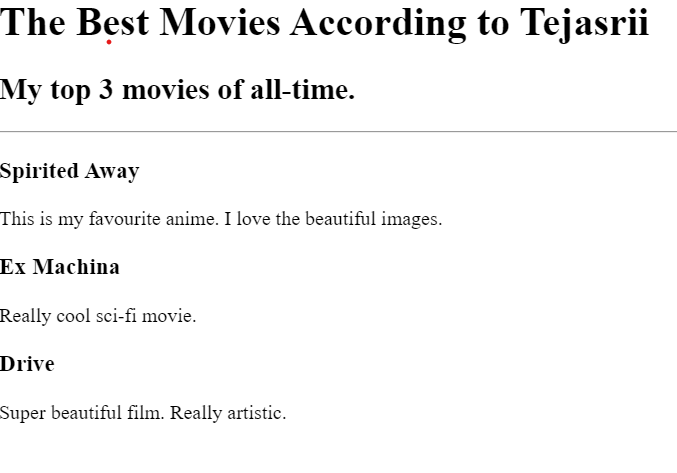 The Best Movies According to Tejasrii
My top 3 movies of all-time.
Spirited Away
This is my favourite anime. I love the beautiful images.
Ex Machina
Really cool sci-fi movie.
Drive
Super beautiful film. Really artistic.